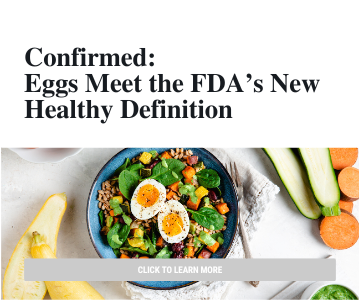 Confirmed:
Eggs Meet the FDA’s New
Healthy Definition
CLICK TO LEARN MORE